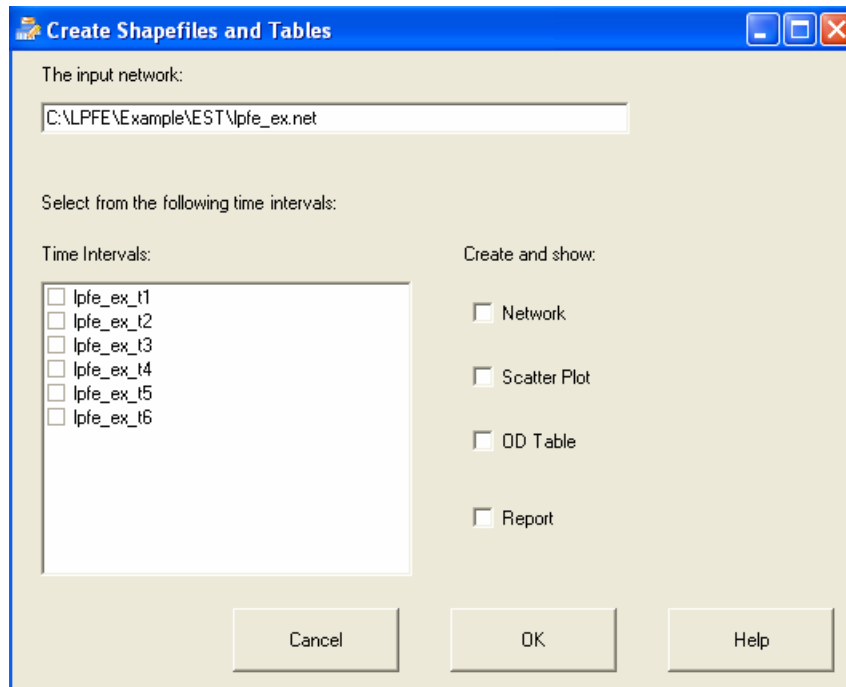 Create Shapefiles and Tables
The input network:
C:\LPFE\Example\EST\lpfe_ex.net
Select from the following time intervals:
Time Intervals:
Create and show:
lpfe_ex_t1
lpfe_ex_t2
lpfe_ex_t3
lpfe_ex_t4
lpfe_ex_t5
lpfe_ex_t6
Network
Scatter Plot
OD Table
Report
Cancel
OK
Help